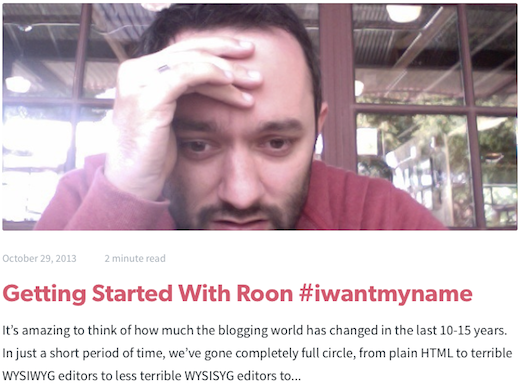 October 29, 2013 2 minute read
Getting Started With Roon #iwantmyname
It's amazing to think of how much the blogging world has changed in the last 10-15 years.
In just a short period of time, we've gone completely full circle, from plain HTML to terrible
WYSIWYG editors to less terrible WYSISYG editors to...